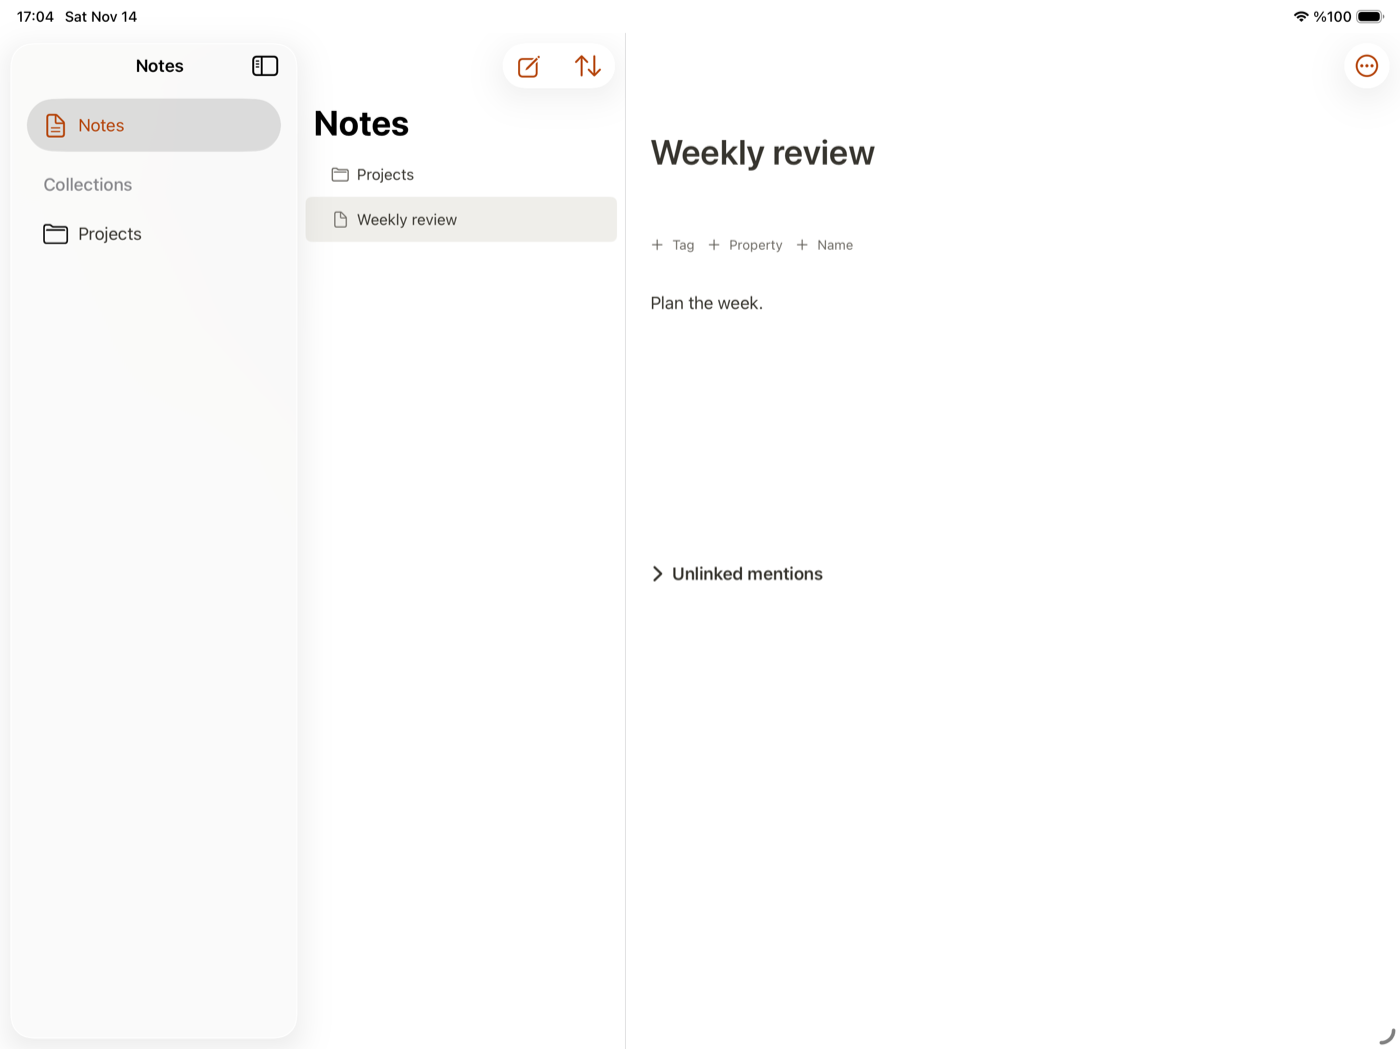 17:04 Sat Nov 14
%100
Notes
Notes
Collections
Projects
Notes
Projects
Weekly review
Weekly review
+ Tag + Property + Name
Plan the week.
Unlinked mentions